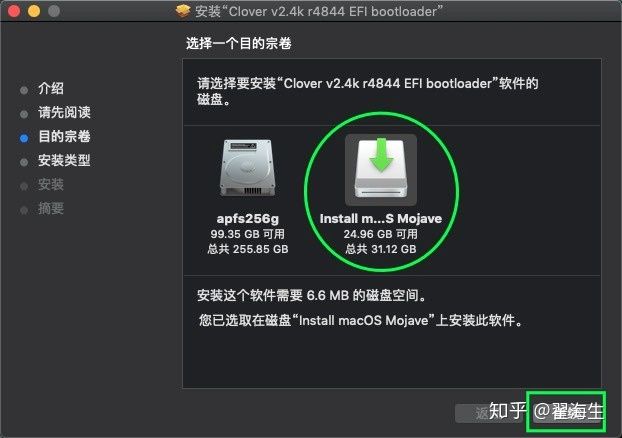 安装“Clover v2.4k r4844 EFI bootloader”
选择一个目的宗卷
介绍
请先阅读
目的宗卷
安装类型
安装
摘要
请选择要安装“Clover v2.4k r4844 EFI bootloader”软件的
磁盘。
apfs256g
99.35 GB 可用
总共 255.85 GB
Install m...S Mojave
24.96 GB 可用
总共 31.12 GB
安装这个软件需要 6.6 MB 的磁盘空间。
您已选取在磁盘“Install macOS Mojave”上安装此软件。
返
知乎 @翟海生